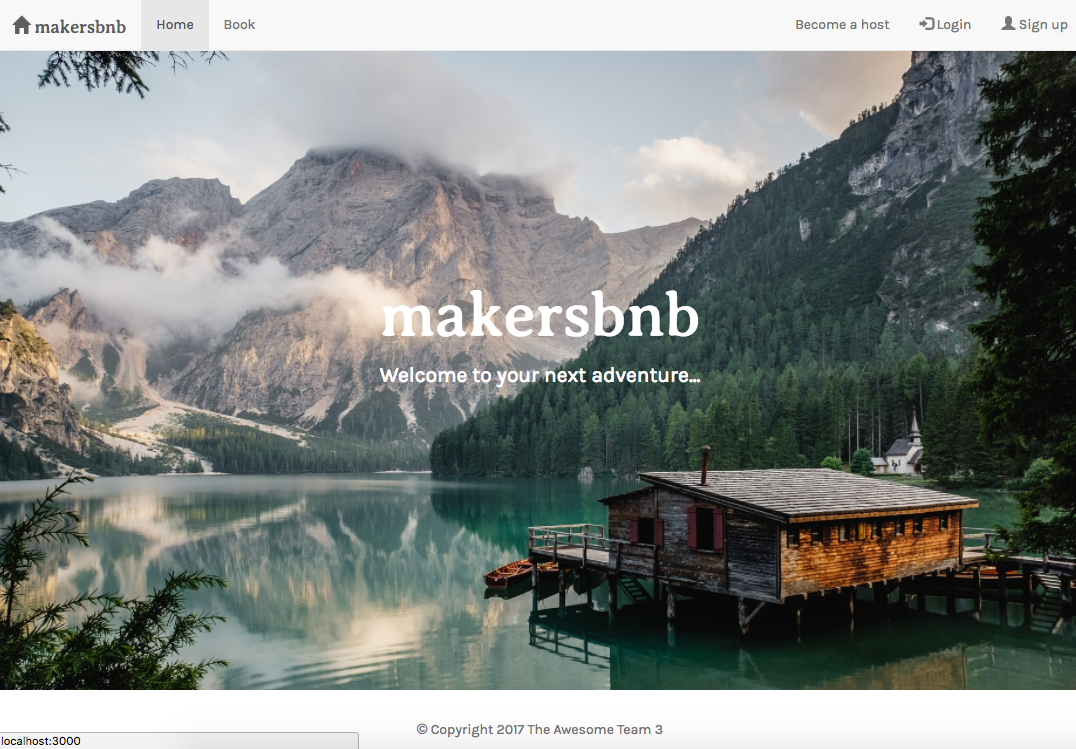 makersbnb Home Book Become a host Login Sign up
makersbnb
Welcome to your next adventure...
© Copyright 2017 The Awesome Team 3
localhost:3000